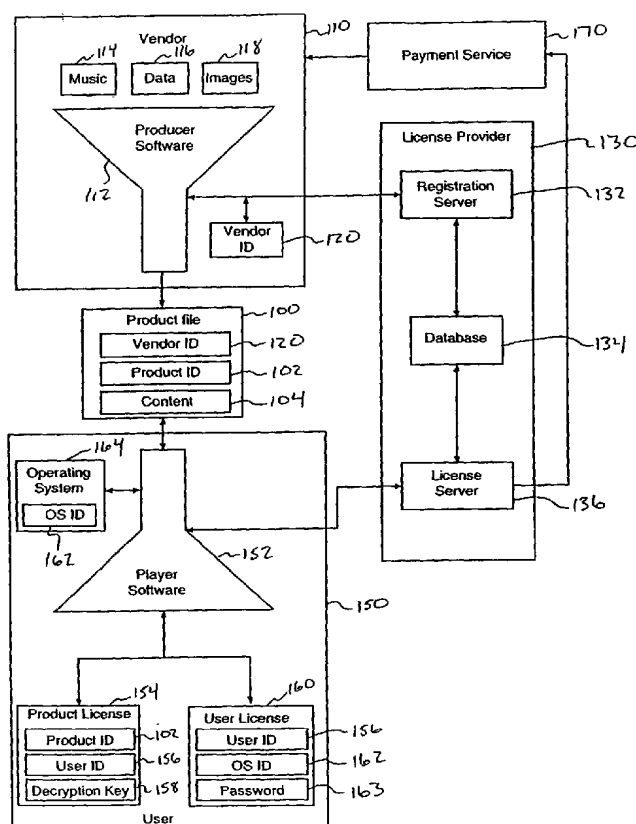 Vendor
110
114
116
118
Music
Data
Images
Producer
Software
112
Vendor
ID
120
Payment Service
170
License Provider
130
Registration
Server
132
Database
134
License
Server
136
Product file
100
Vendor ID
120
Product ID
102
Content
104
164
Operating
System
OS ID
162
152
Player
Software
150
154
Product License
Product ID
102
User ID
156
Decryption Key
158
160
User License
User ID
156
OS ID
162
Password
163
User